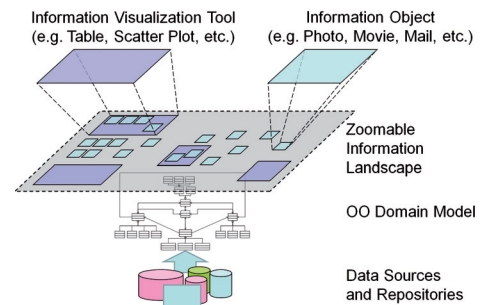 Information Visualization Tool
(e.g. Table, Scatter Plot, etc.)
Information Object
(e.g. Photo, Movie, Mail, etc.)
Zoomable
Information
Landscape
OO Domain Model
Data Sources
and Repositories